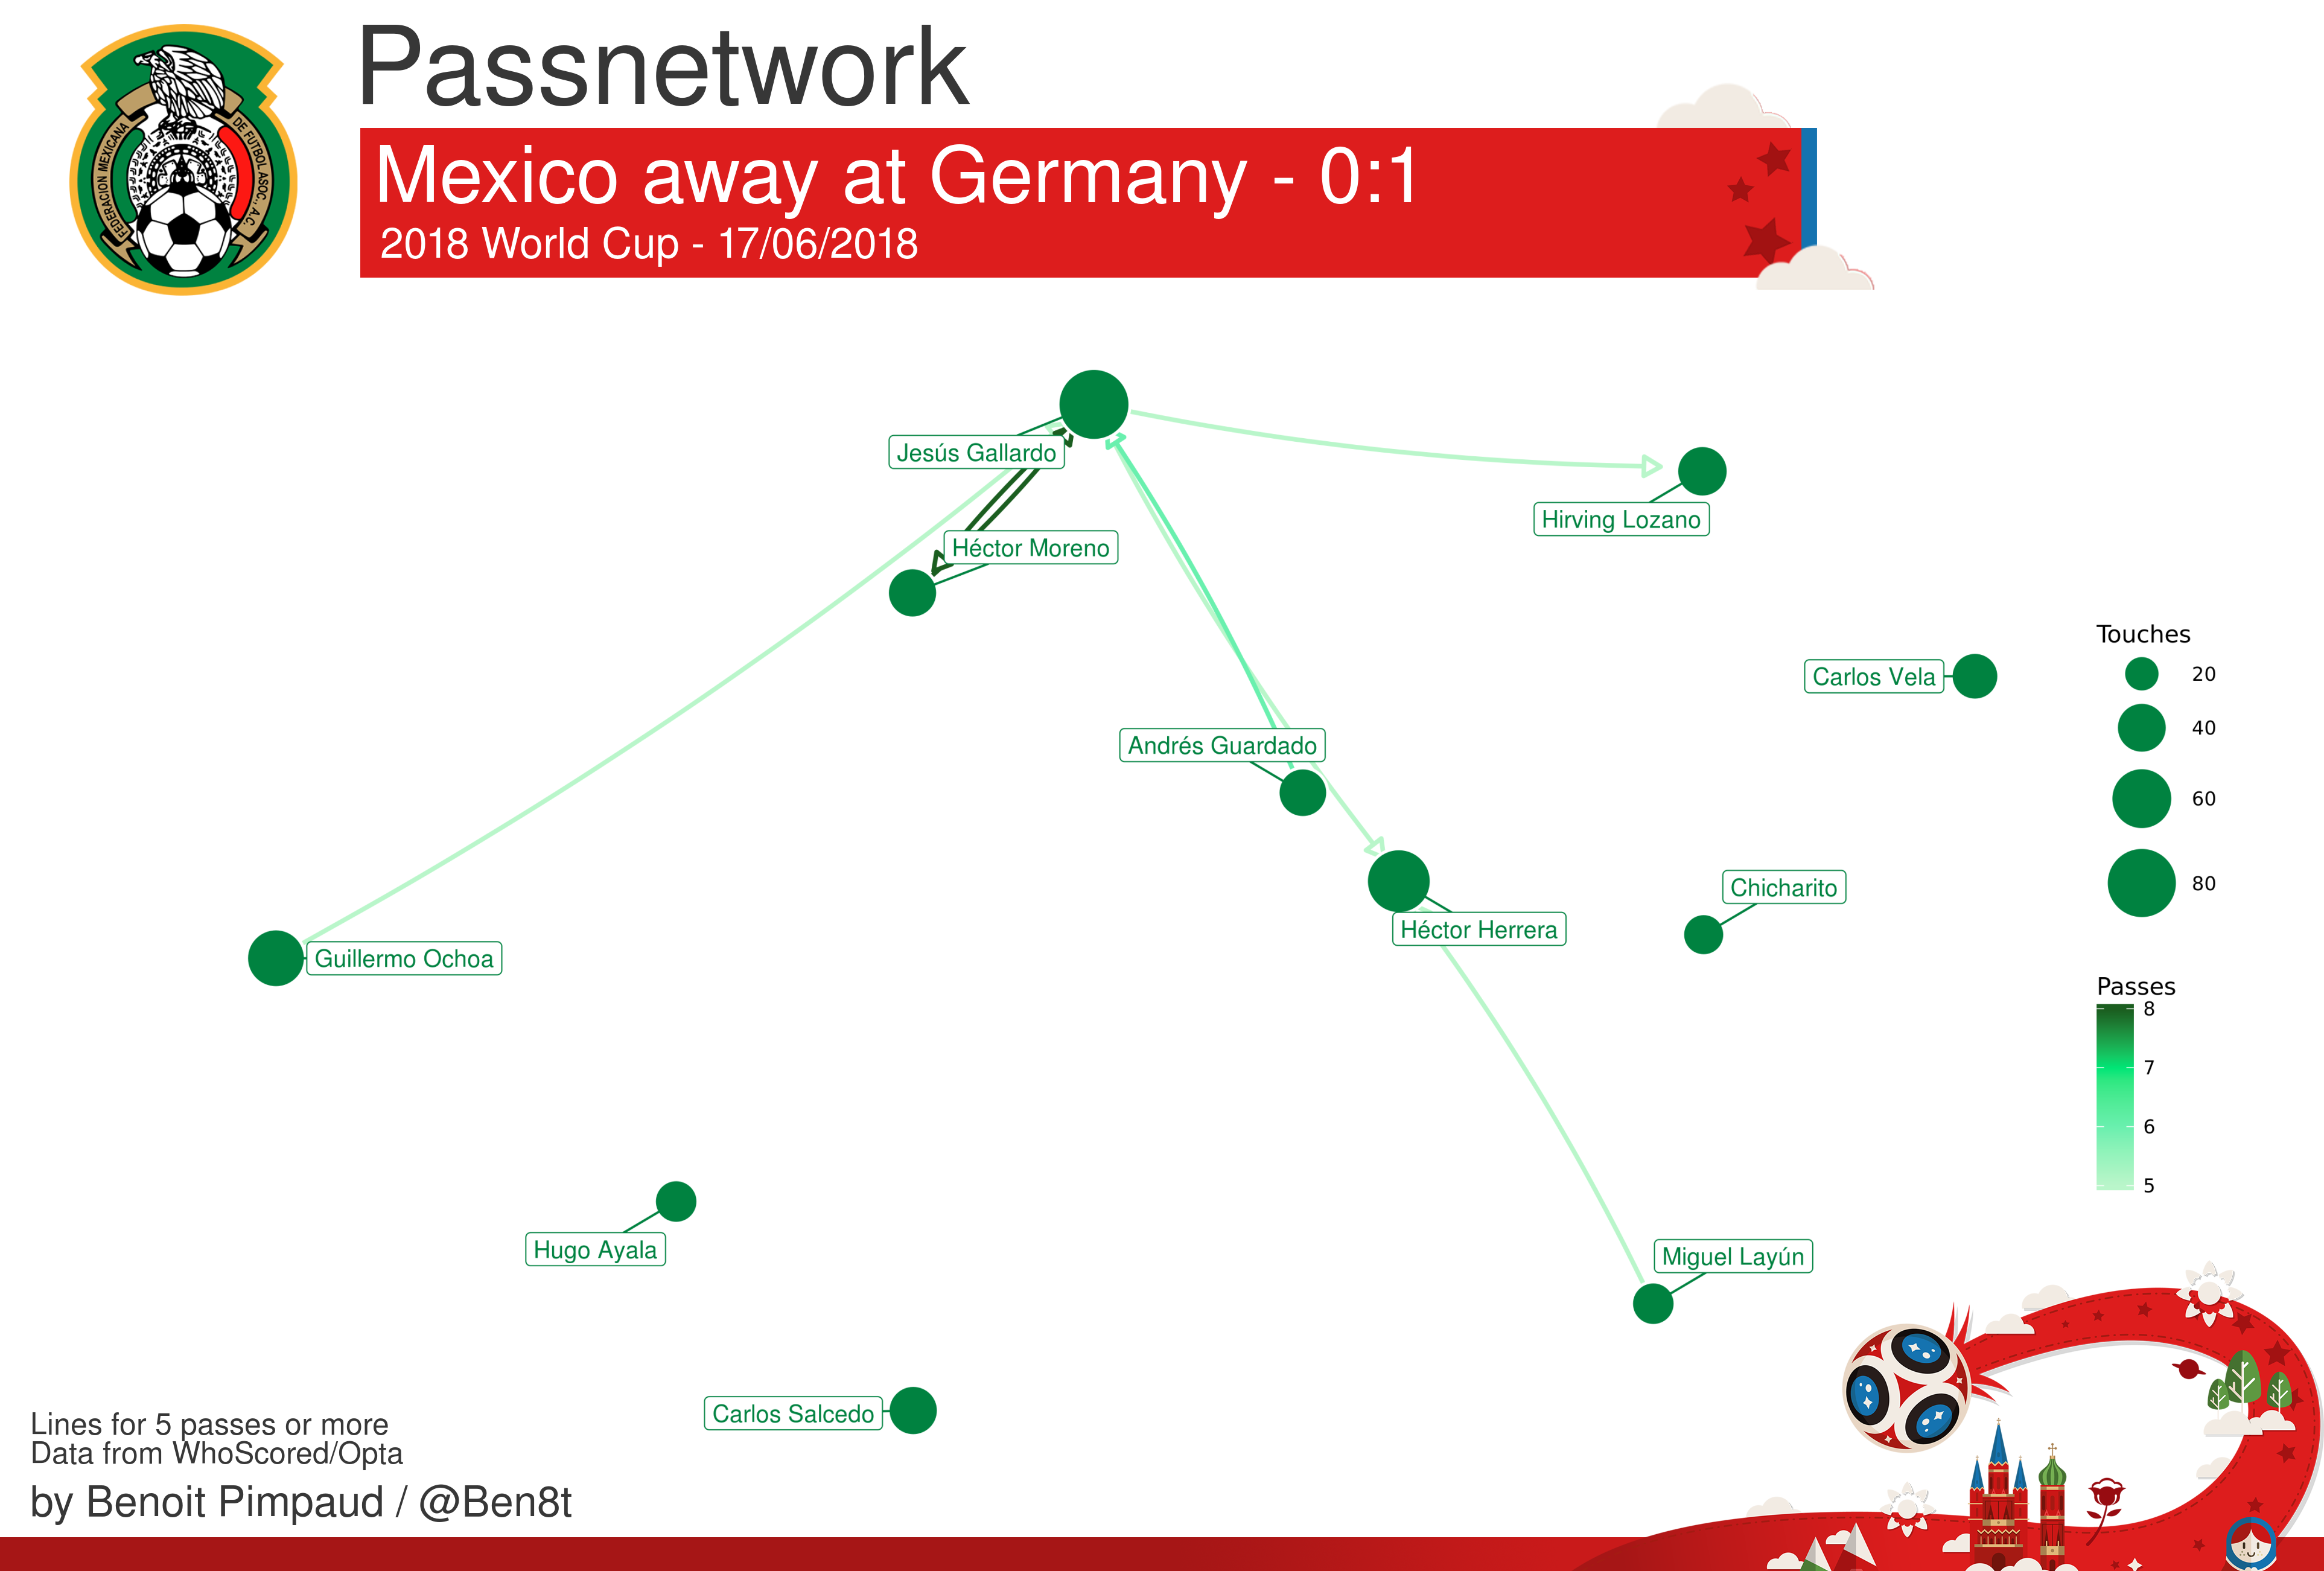 Passnetwork
Mexico away at Germany - 0:1
2018 World Cup - 17/06/2018
FEDERACION MEXICANA
DE FUTBOL ASOC., A.C.
Jesús Gallardo
Hirving Lozano
Héctor Moreno
Carlos Vela
Andrés Guardado
Chicharito
Héctor Herrera
Guillermo Ochoa
Hugo Ayala
Miguel Layún
Carlos Salcedo
Touches
20
40
60
80
Passes
8
7
6
5
Lines for 5 passes or more
Data from WhoScored/Opta
by Benoit Pimpaud / @Ben8t